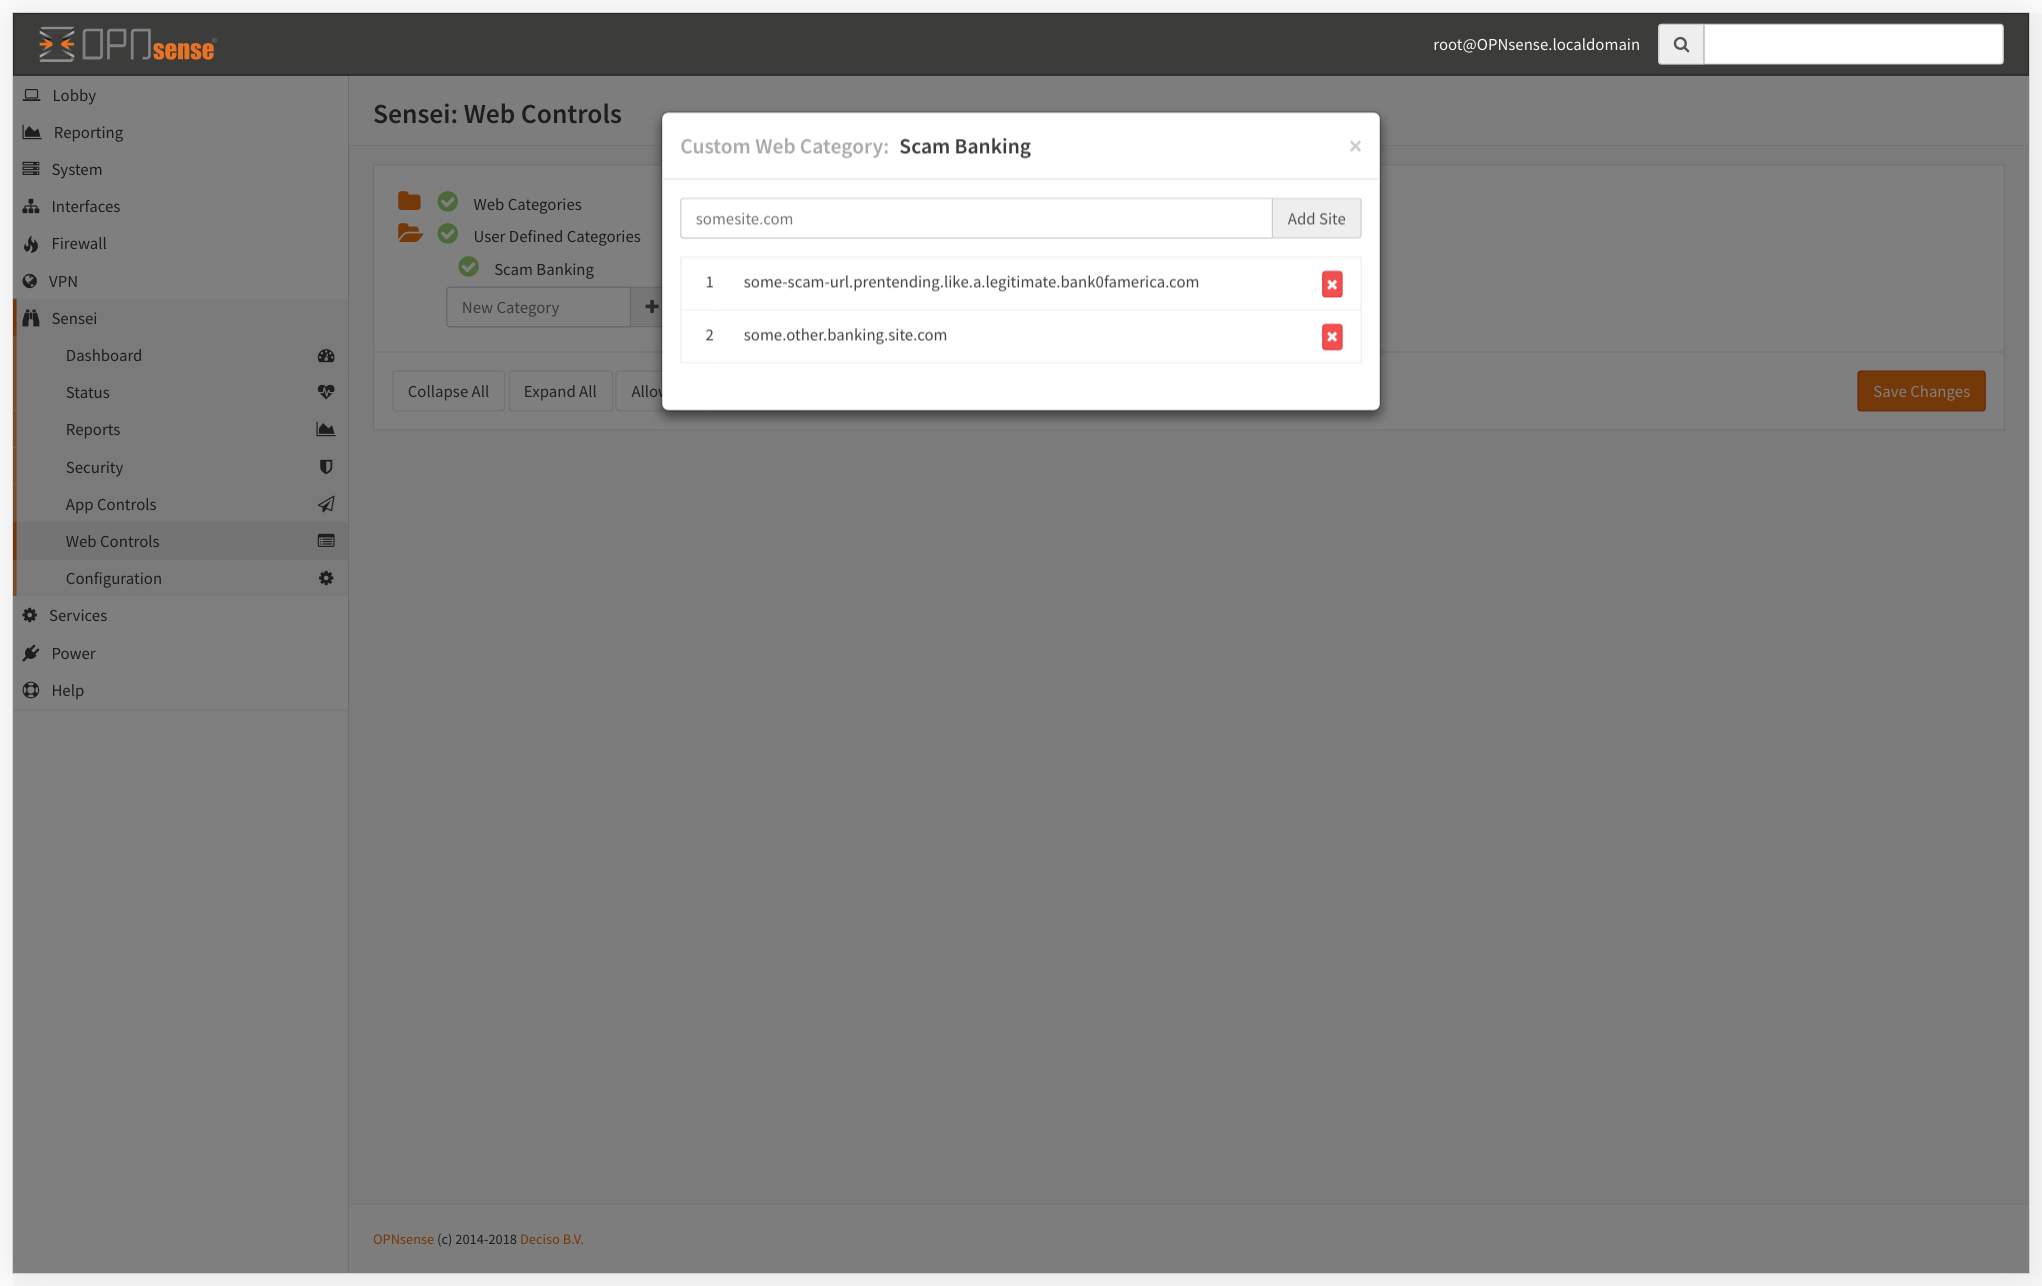 OPNsense
root@OPNsense.localdomain
Lobby
Reporting
System
Interfaces
Firewall
VPN
Sensei
Dashboard
Status
Reports
Security
App Controls
Web Controls
Configuration
Services
Power
Help
Sensei: Web Controls
Web Categories
User Defined Categories
Scam Banking
New Category
Collapse All
Expand All
Save Changes
Custom Web Category: Scam Banking
×
somesite.com
Add Site
1 some-scam-url.prentending.like.a.legitimate.bank0famerica.com
2 some.other.banking.site.com
OPNsense (c) 2014-2018 Deciso B.V.